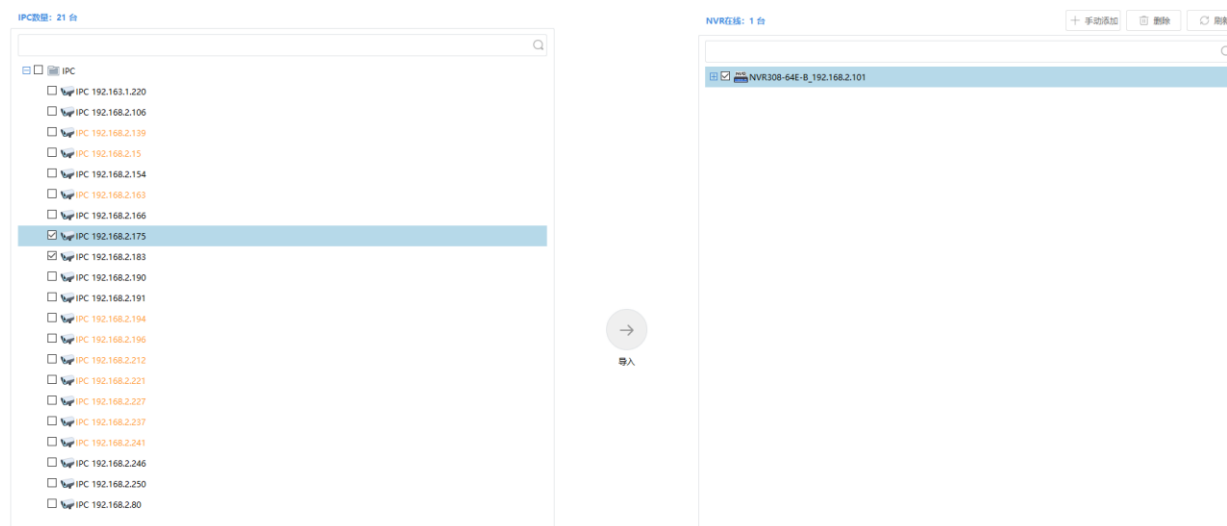 IPC数量：21 台
IPC
IPC 192.163.1.220
IPC 192.168.2.106
IPC 192.168.2.139
IPC 192.168.2.15
IPC 192.168.2.154
IPC 192.168.2.163
IPC 192.168.2.166
IPC 192.168.2.175
IPC 192.168.2.183
IPC 192.168.2.190
IPC 192.168.2.191
IPC 192.168.2.194
IPC 192.168.2.196
IPC 192.168.2.212
IPC 192.168.2.221
IPC 192.168.2.227
IPC 192.168.2.237
IPC 192.168.2.241
IPC 192.168.2.246
IPC 192.168.2.250
IPC 192.168.2.80
导入
NVR在线：1 台
手动添加 删除 刷新
NVR308-64E-B_192.168.2.101